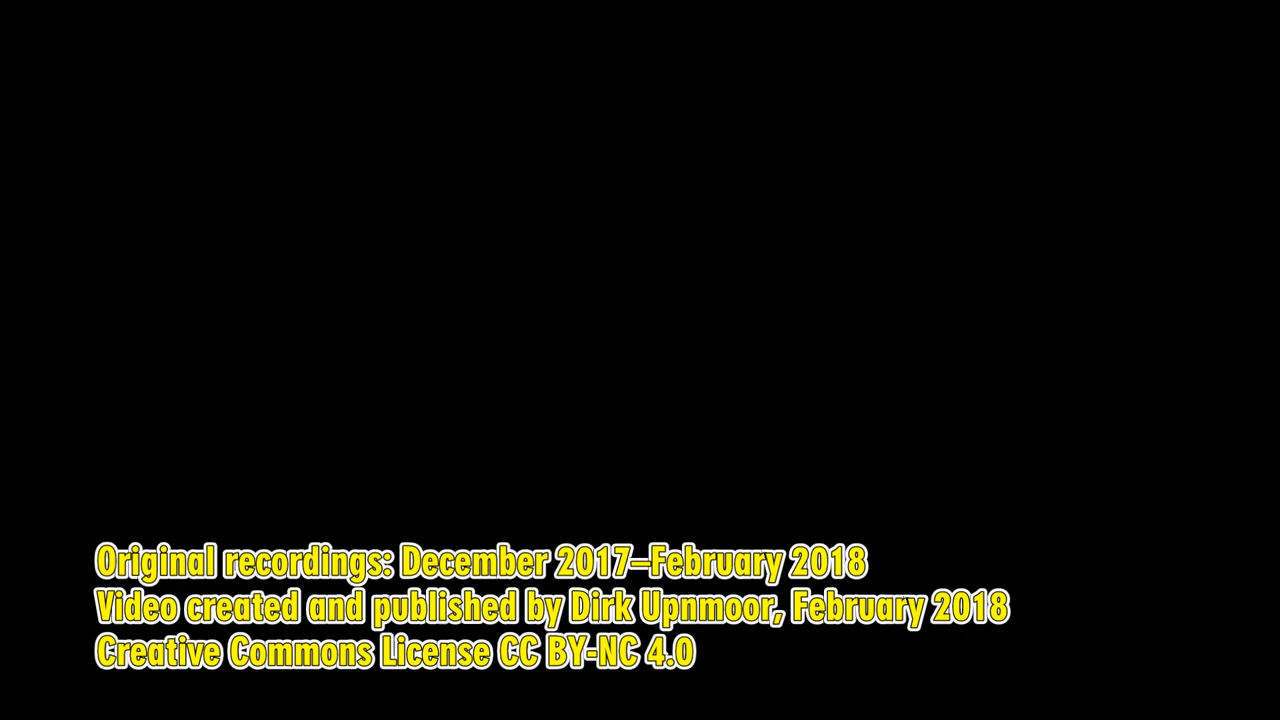 Original recordings: December 2017–February 2018
Video created and published by Dirk Upnmoor, February 2018
Creative Commons License CC BY-NC 4.0